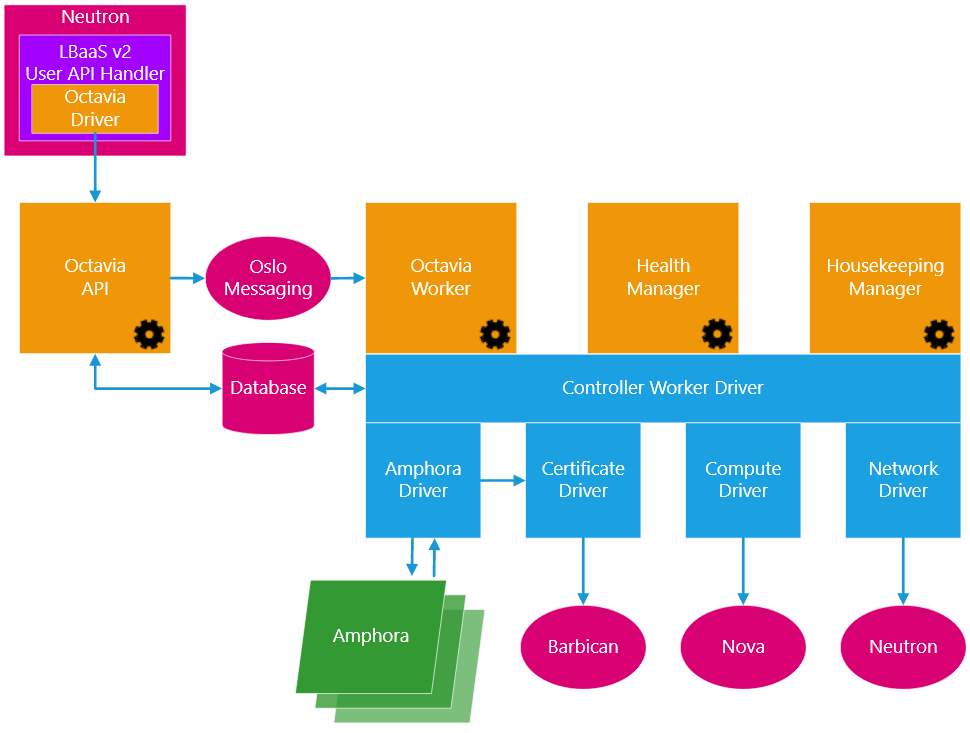 Neutron
LBaaS v2
User API Handler
Octavia
Driver
Octavia
API
Oslo
Messaging
Octavia
Worker
Health
Manager
Housekeeping
Manager
Database
Controller Worker Driver
Amphora
Driver
Certificate
Driver
Compute
Driver
Network
Driver
Amphora
Barbican
Nova
Neutron